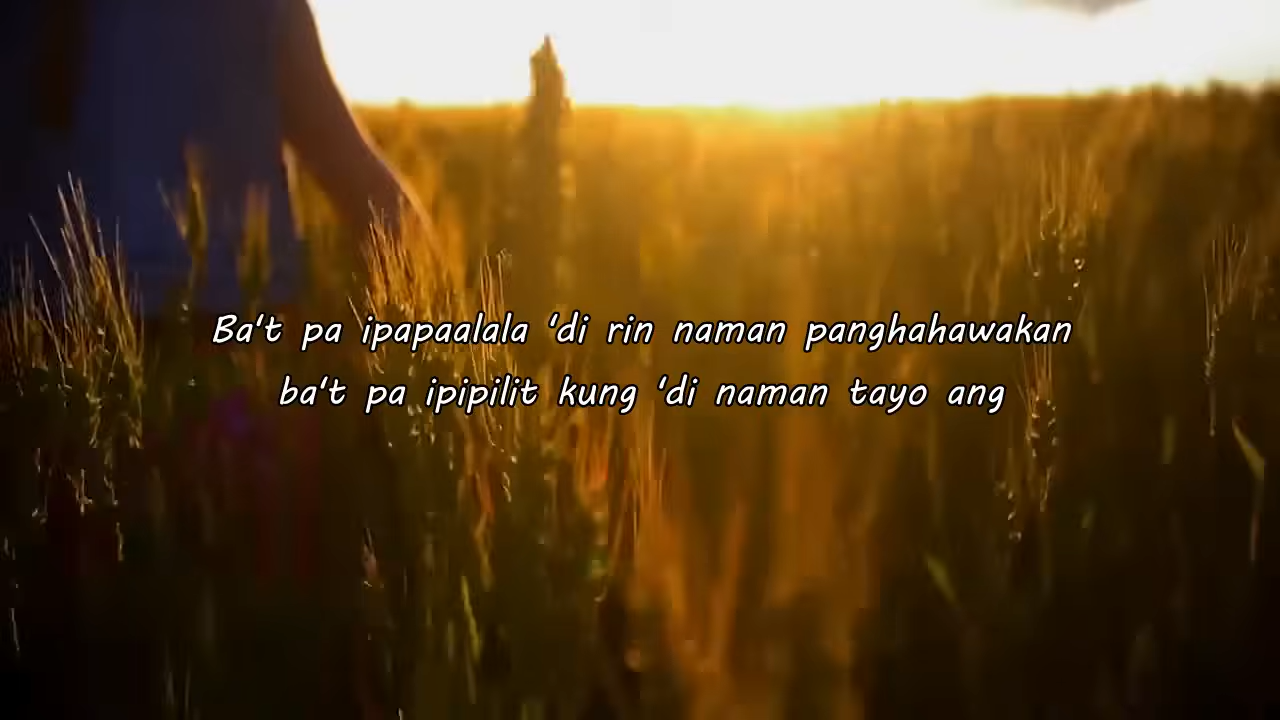 Ba't pa ipapaalala 'di rin naman panghahawakan
ba't pa ipipilit kung 'di naman tayo ang